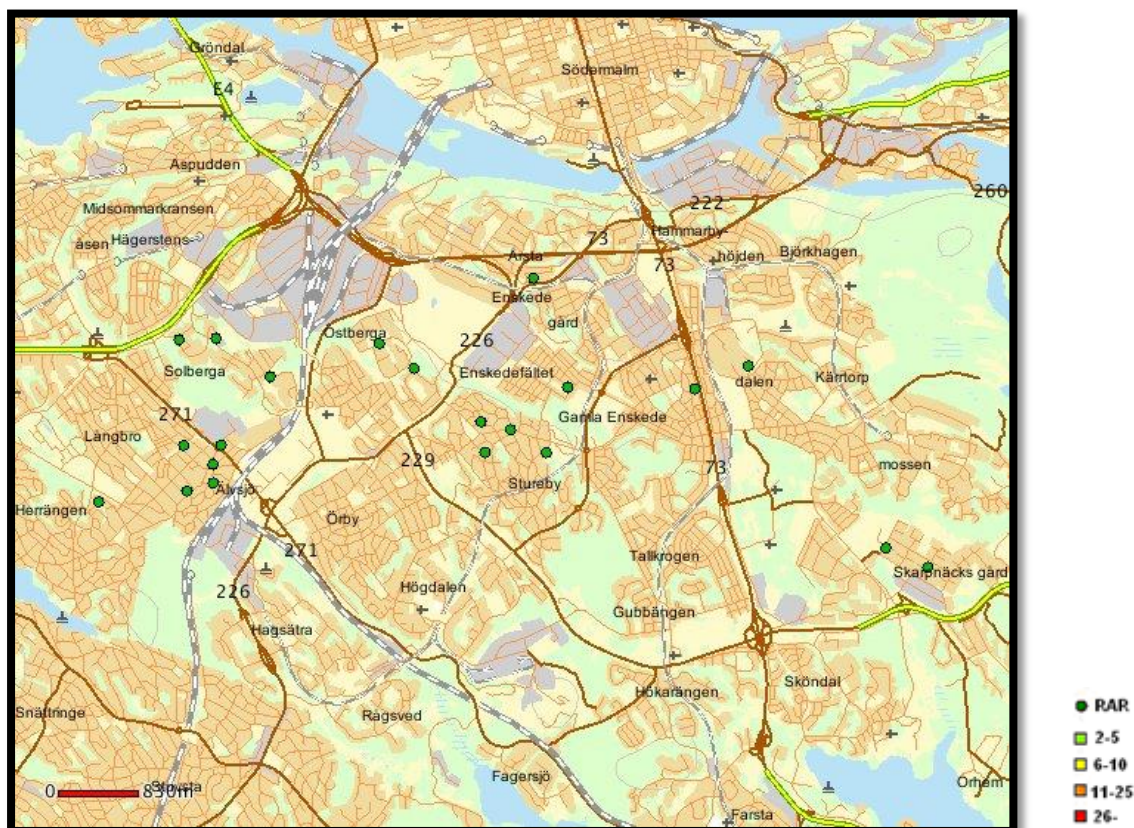 Gröndal
Södermalm
E4
Aspudden
Midsommarkransen
260
222
Hägerstens-
åsen
73
Hammarby-
höjden
Björkhagen
Årsta
73
Enskede
gård
Östberga
226
Solberga
Enskedefältet
dalen
Kärrtorp
271
Gamla Enskede
Långbro
229
73
mossen
Stureby
Älvsjö
Herrängen
Örby
271
Tallkrogen
Skarpnäcks gård
Högdalen
226
Gubbängen
Hagsätra
Sköndal
Hökarängen
RAR
Snättringe
Rågsved
2-5
6-10
Fagersjö
Orhem
0 830m
11-25
Farsta
26-